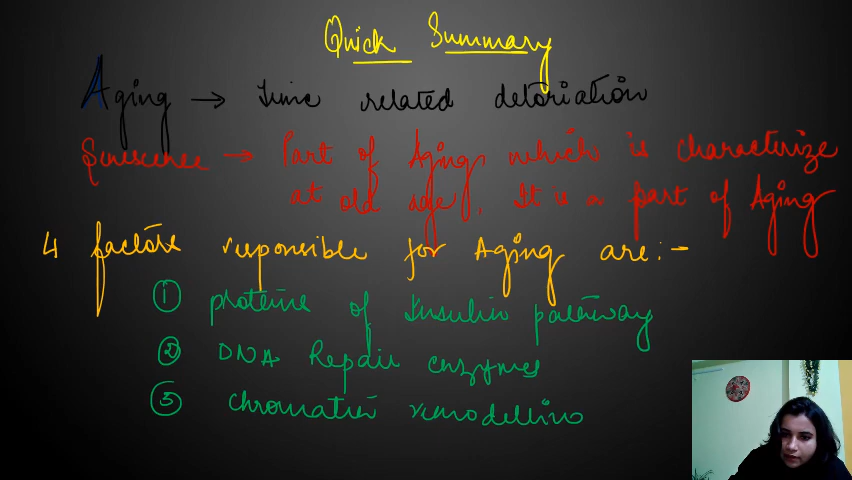 Quick Summary
Aging → Time related detoriation
Senescence → Part of Aging which is characterize
at old age, It is a part of Aging
4 factors responsible for Aging are:-
① proteins of Insulin pathway
② DNA Repair enzymes
③ chromatin remodelling